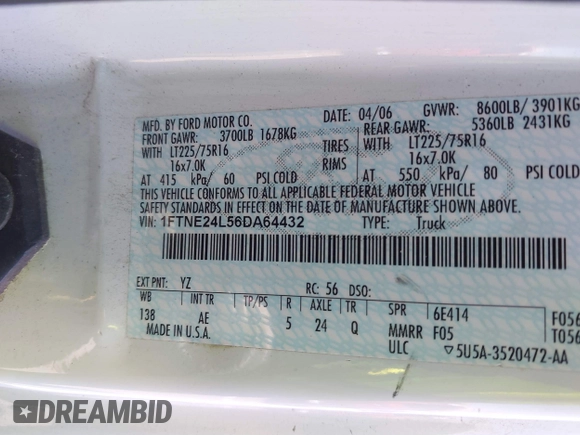 MFD. BY FORD MOTOR CO. DATE: 04/06 GVWR: 8600LB/ 3901KG
FRONT GAWR: 3700LB 1678KG REAR GAWR: 5360LB 2431KG
WITH LT225/75R16 TIRES WITH LT225/75R16
16x7.0K RIMS 16x7.0K
AT 415 kPa/ 60 PSI COLD AT 550 kPa/ 80 PSI COLD
THIS VEHICLE CONFORMS TO ALL APPLICABLE FEDERAL MOTOR VEHICLE
SAFETY STANDARDS IN EFFECT ON THE DATE OF MANUFACTURE SHOWN ABOVE.
VIN: 1FTNE24L56DA64432 TYPE: Truck
EXT PNT: YZ RC: 56 DSO:
WB INT TR TP/PS R AXLE TR SPR 6E414 F056
138 AE 5 24 Q MMRR F05 T056
MADE IN U.S.A. ULC 5U5A-3520472-AA
A-DREAMBID